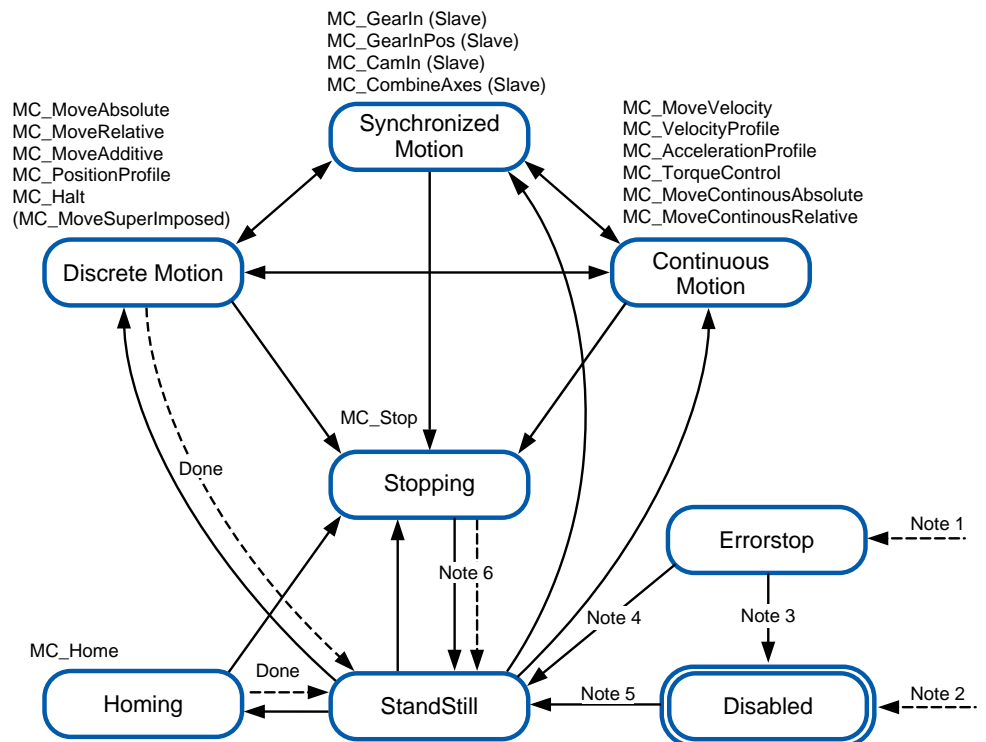 MC_GearIn (Slave)
MC_GearInPos (Slave)
MC_CamIn (Slave)
MC_CombineAxes (Slave)
Synchronized
Motion
MC_MoveAbsolute
MC_MoveRelative
MC_MoveAdditive
MC_PositionProfile
MC_Halt
(MC_MoveSuperImposed)
MC_MoveVelocity
MC_VelocityProfile
MC_AccelerationProfile
MC_TorqueControl
MC_MoveContinousAbsolute
MC_MoveContinousRelative
Discrete Motion
Continuous
Motion
MC_Stop
Done
Stopping
Note 6
Errorstop
Note 1
Note 4
Note 3
MC_Home
Homing
Done
StandStill
Note 5
Disabled
Note 2